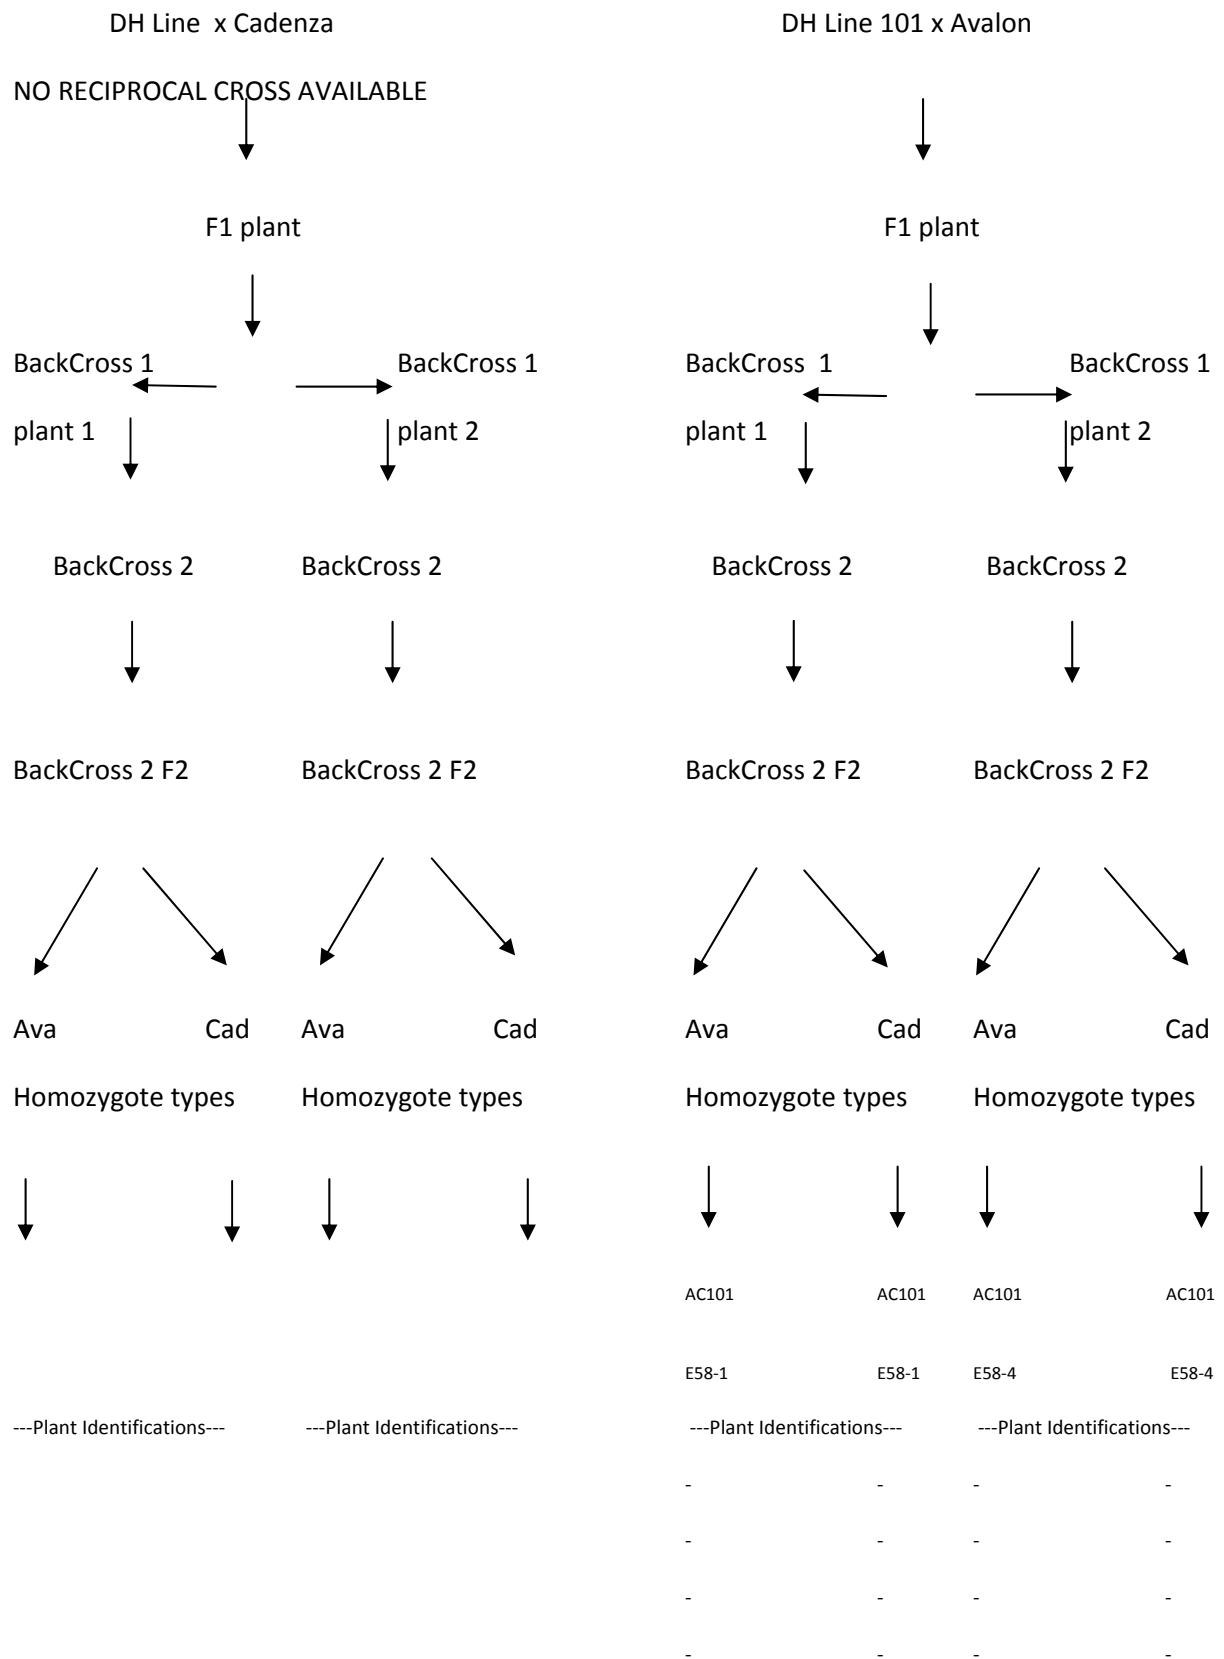 DH Line  x Cadenza DH Line 101 x Avalon
NO RECIPROCAL CROSS AVAILABLE
F1 plant F1 plant
BackCross 1 BackCross 1 BackCross  1 BackCross 1
plant 1 plant 2 plant 1 plant 2
BackCross 2 BackCross 2 BackCross 2 BackCross 2
BackCross 2 F2 BackCross 2 F2 BackCross 2 F2 BackCross 2 F2
Ava Cad Ava Cad Ava Cad Ava Cad
Homozygote types Homozygote types Homozygote types Homozygote types
AC101 AC101 AC101 AC101
E58-1 E58-1 E58-4 E58-4
---Plant Identifications--- ---Plant Identifications--- ---Plant Identifications--- ---Plant Identifications---
- - - -
- - - -
- - - -
- - - -